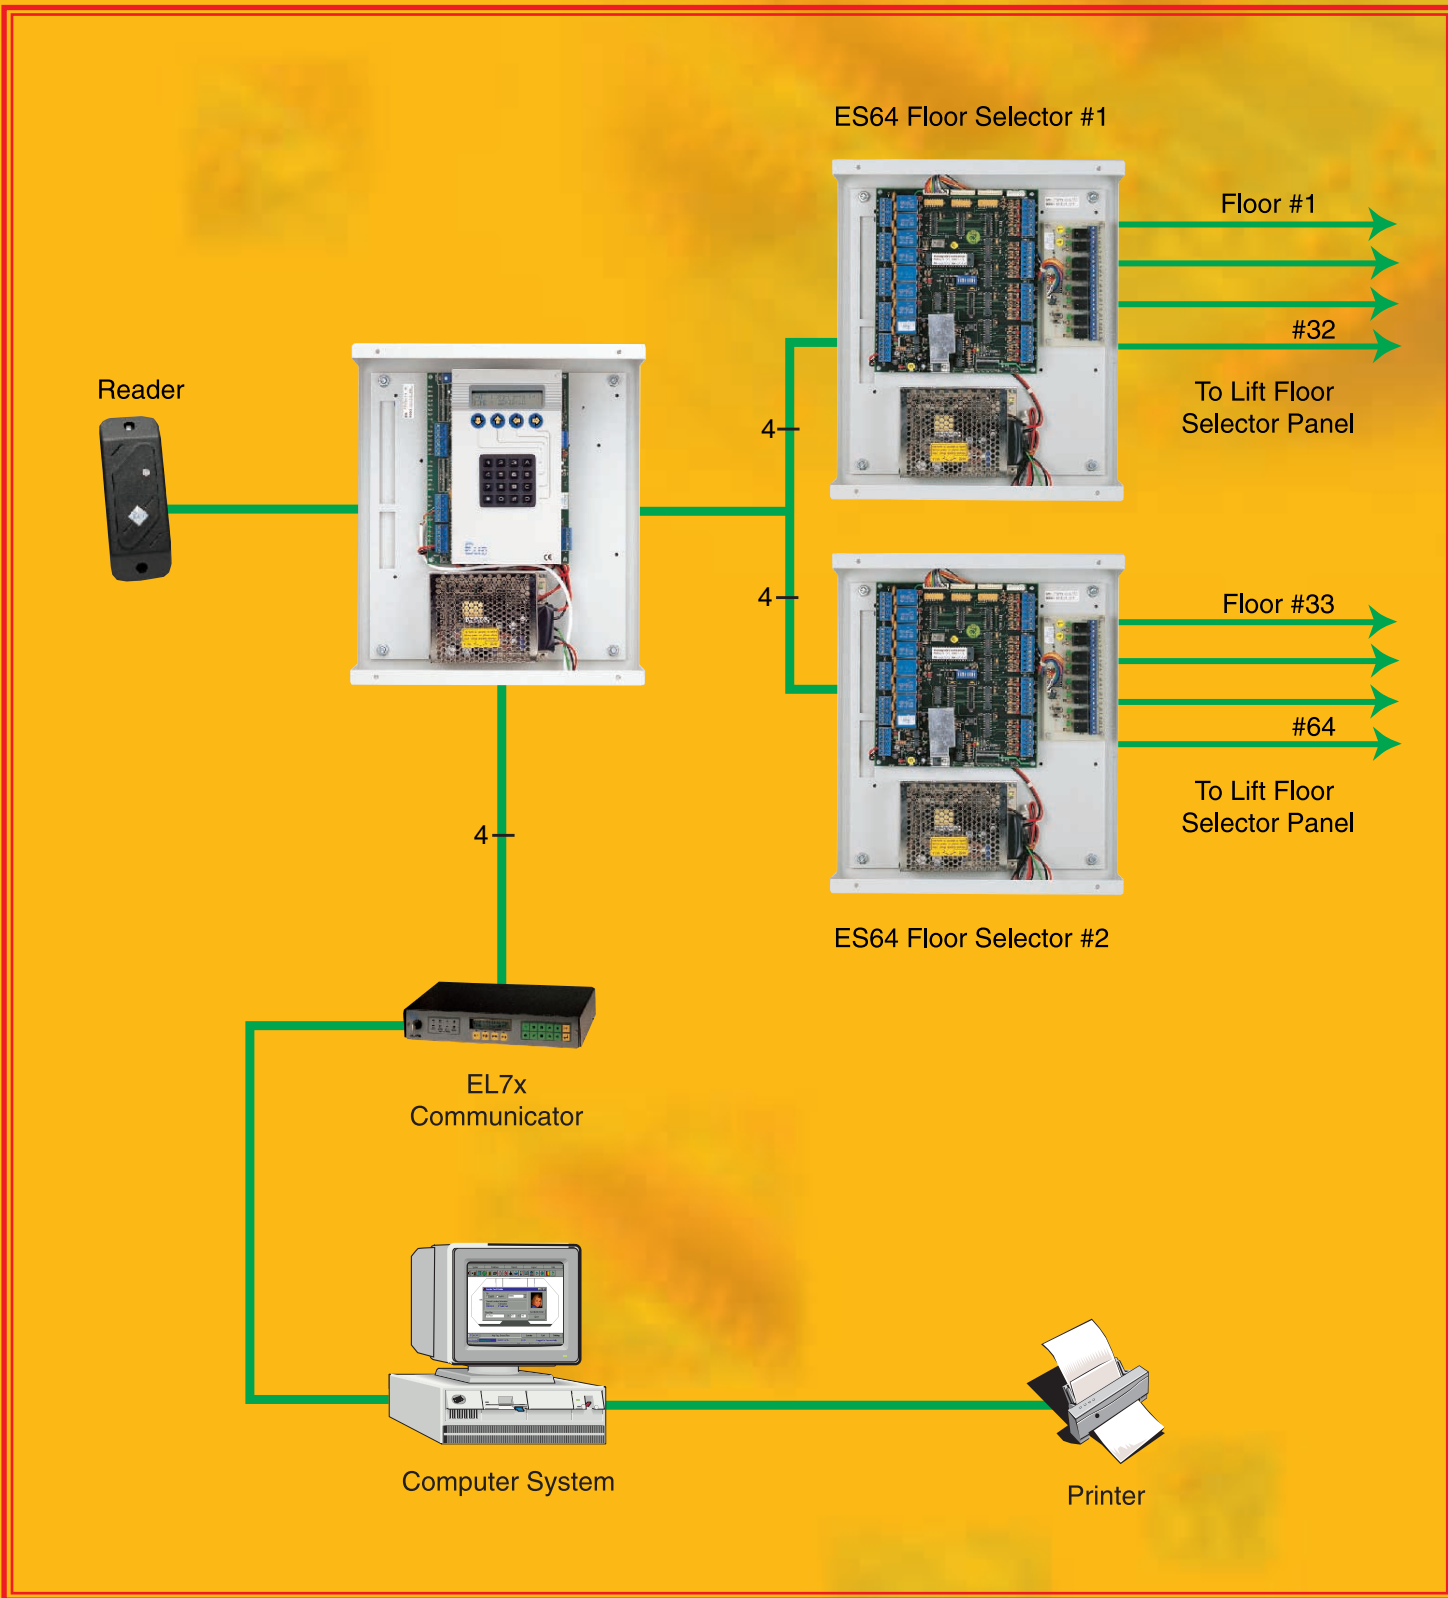 ES64 Floor Selector #1
Floor #1
#32
To Lift Floor
Selector Panel
Reader
4
4
Floor #33
#64
To Lift Floor
Selector Panel
4
ES64 Floor Selector #2
EL7x
Communicator
Computer System
Printer